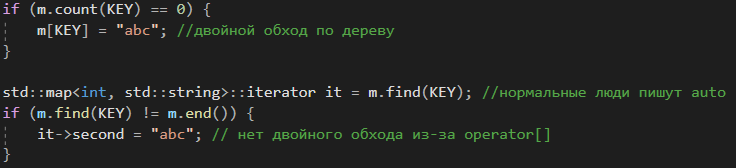 if (m.count(KEY) == 0) {
m[KEY] = "abc"; //двойной обход по дереву
}
std::map<int, std::string>::iterator it = m.find(KEY); //нормальные люди пишут auto
if (m.find(KEY) != m.end()) {
it->second = "abc"; // нет двойного обхода из-за operator[]
}